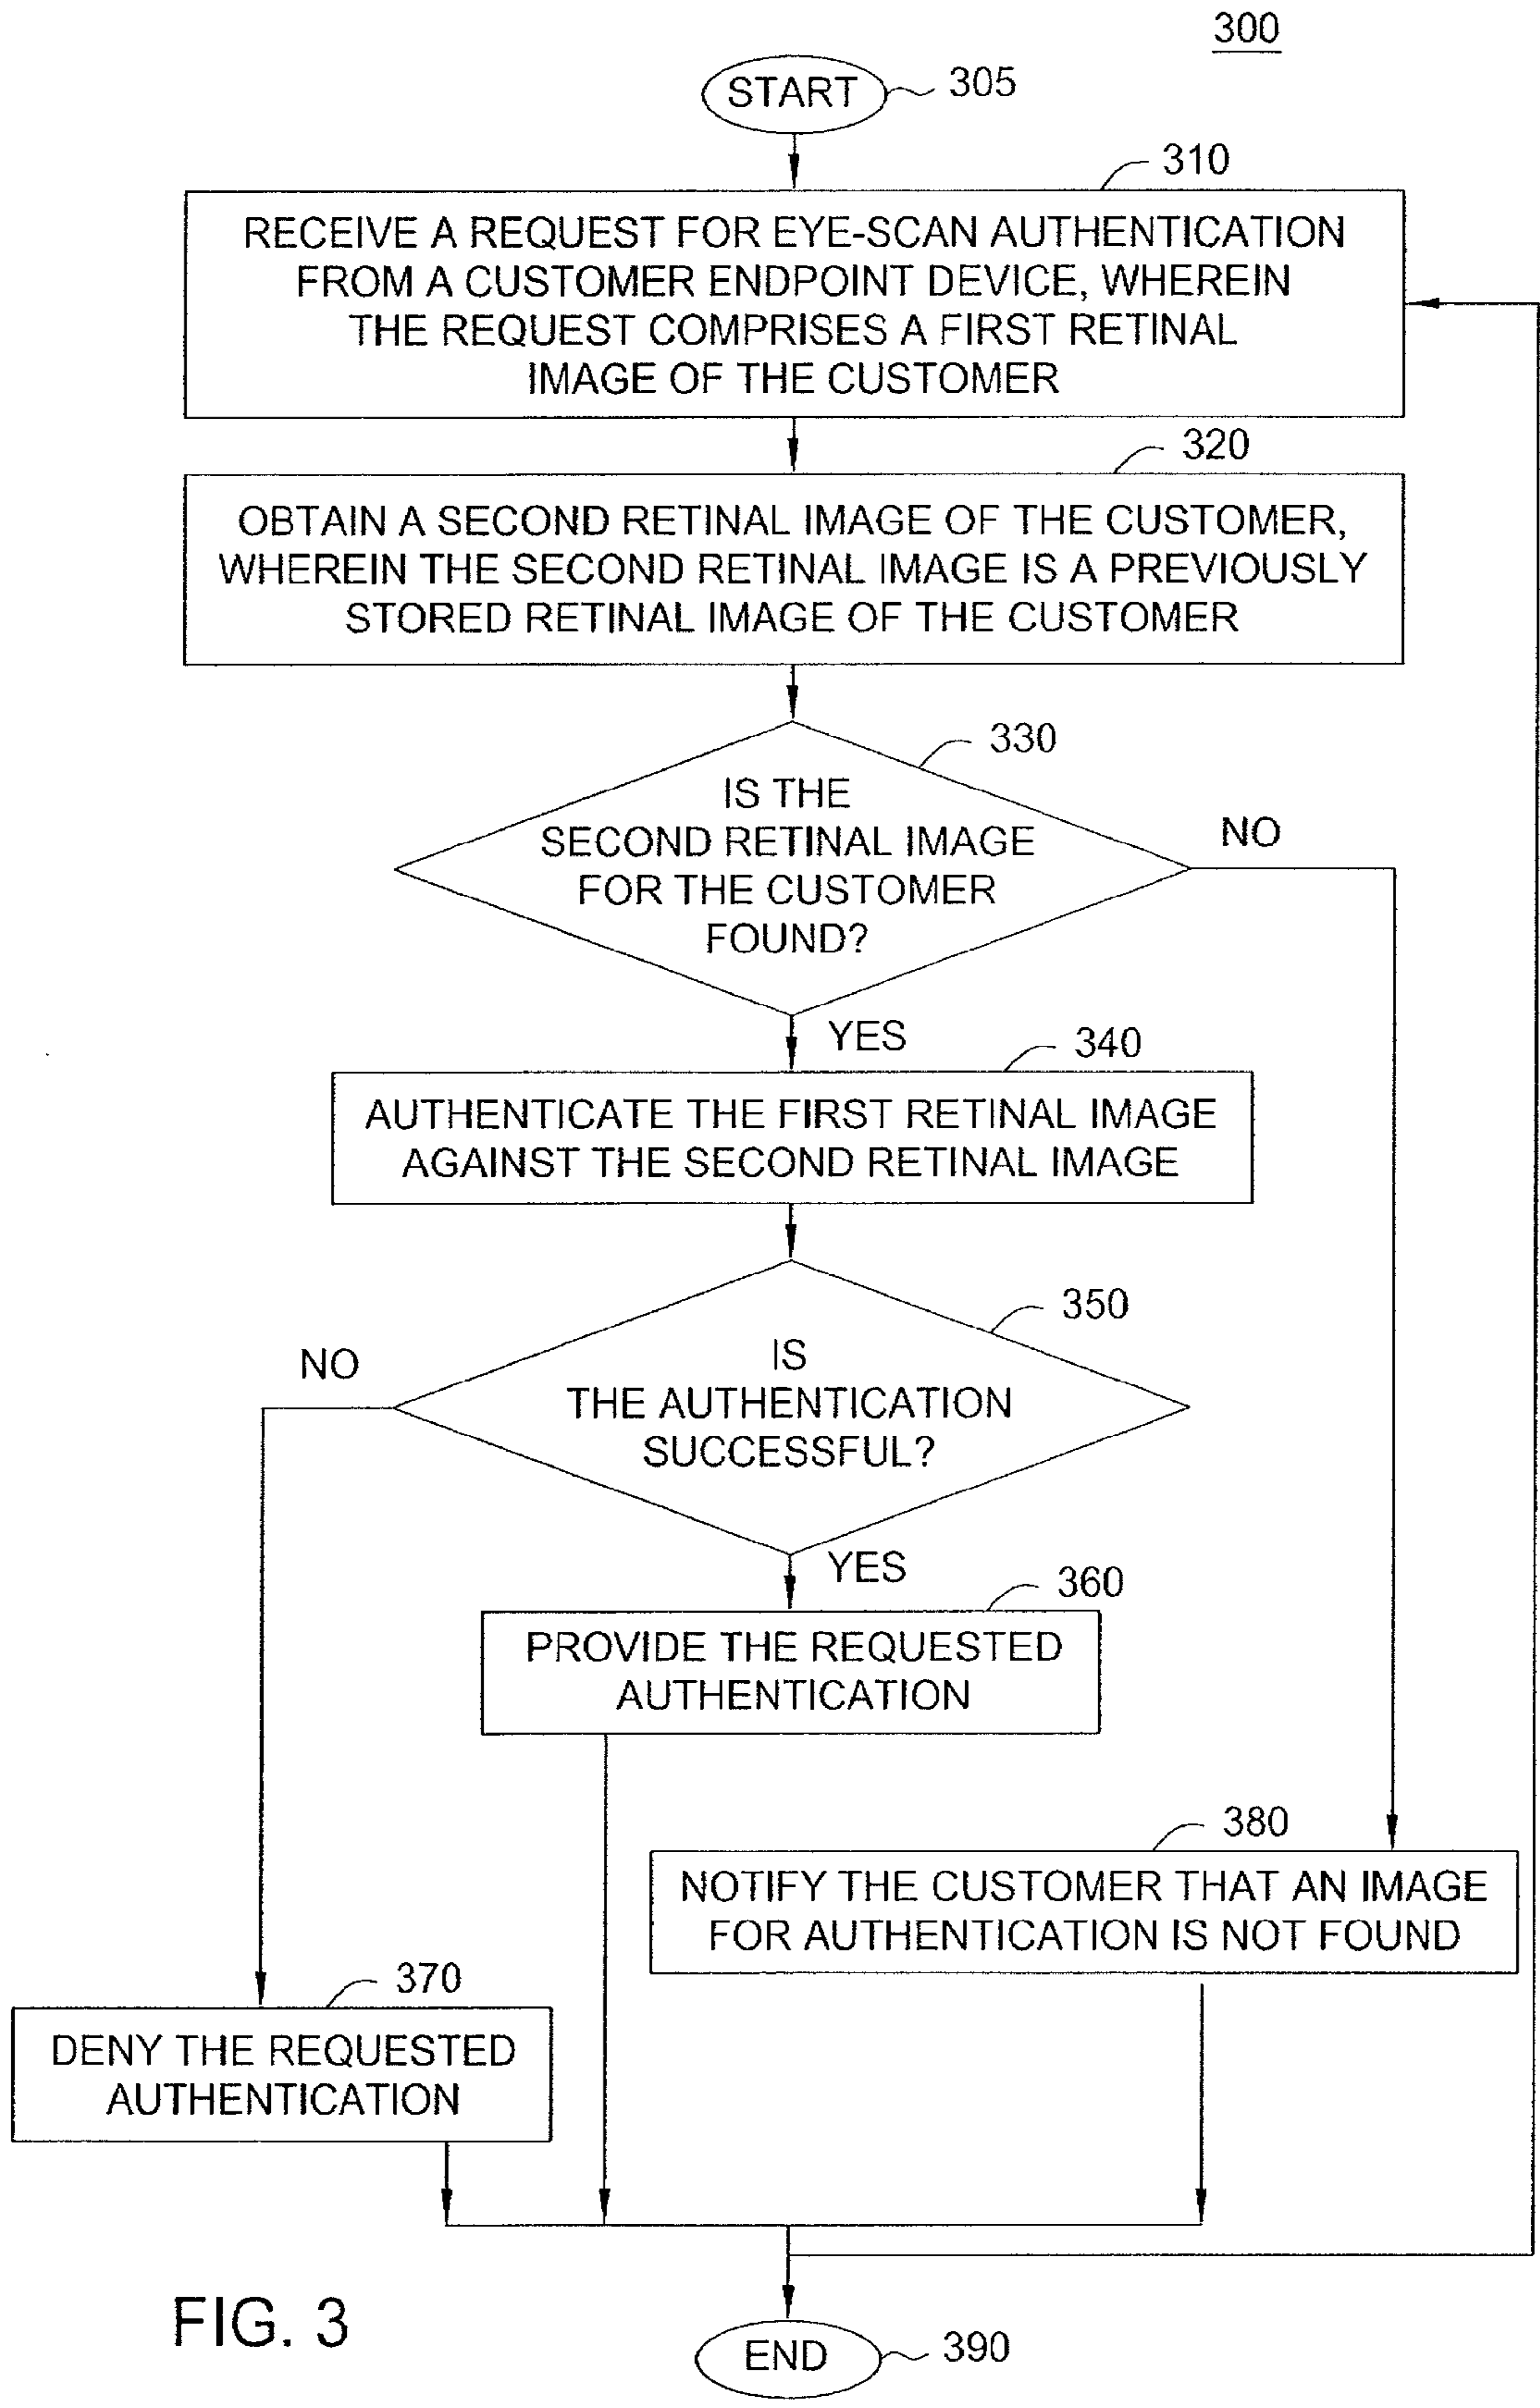 300
START
305
310
RECEIVE A REQUEST FOR EYE-SCAN AUTHENTICATION
FROM A CUSTOMER ENDPOINT DEVICE, WHEREIN
THE REQUEST COMPRISES A FIRST RETINAL
IMAGE OF THE CUSTOMER
320
OBTAIN A SECOND RETINAL IMAGE OF THE CUSTOMER,
WHEREIN THE SECOND RETINAL IMAGE IS A PREVIOUSLY
STORED RETINAL IMAGE OF THE CUSTOMER
330
IS THE
SECOND RETINAL IMAGE
FOR THE CUSTOMER
FOUND?
NO
YES
340
AUTHENTICATE THE FIRST RETINAL IMAGE
AGAINST THE SECOND RETINAL IMAGE
350
IS
THE AUTHENTICATION
SUCCESSFUL?
NO
YES
360
PROVIDE THE REQUESTED
AUTHENTICATION
380
NOTIFY THE CUSTOMER THAT AN IMAGE
FOR AUTHENTICATION IS NOT FOUND
370
DENY THE REQUESTED
AUTHENTICATION
FIG. 3
END
390